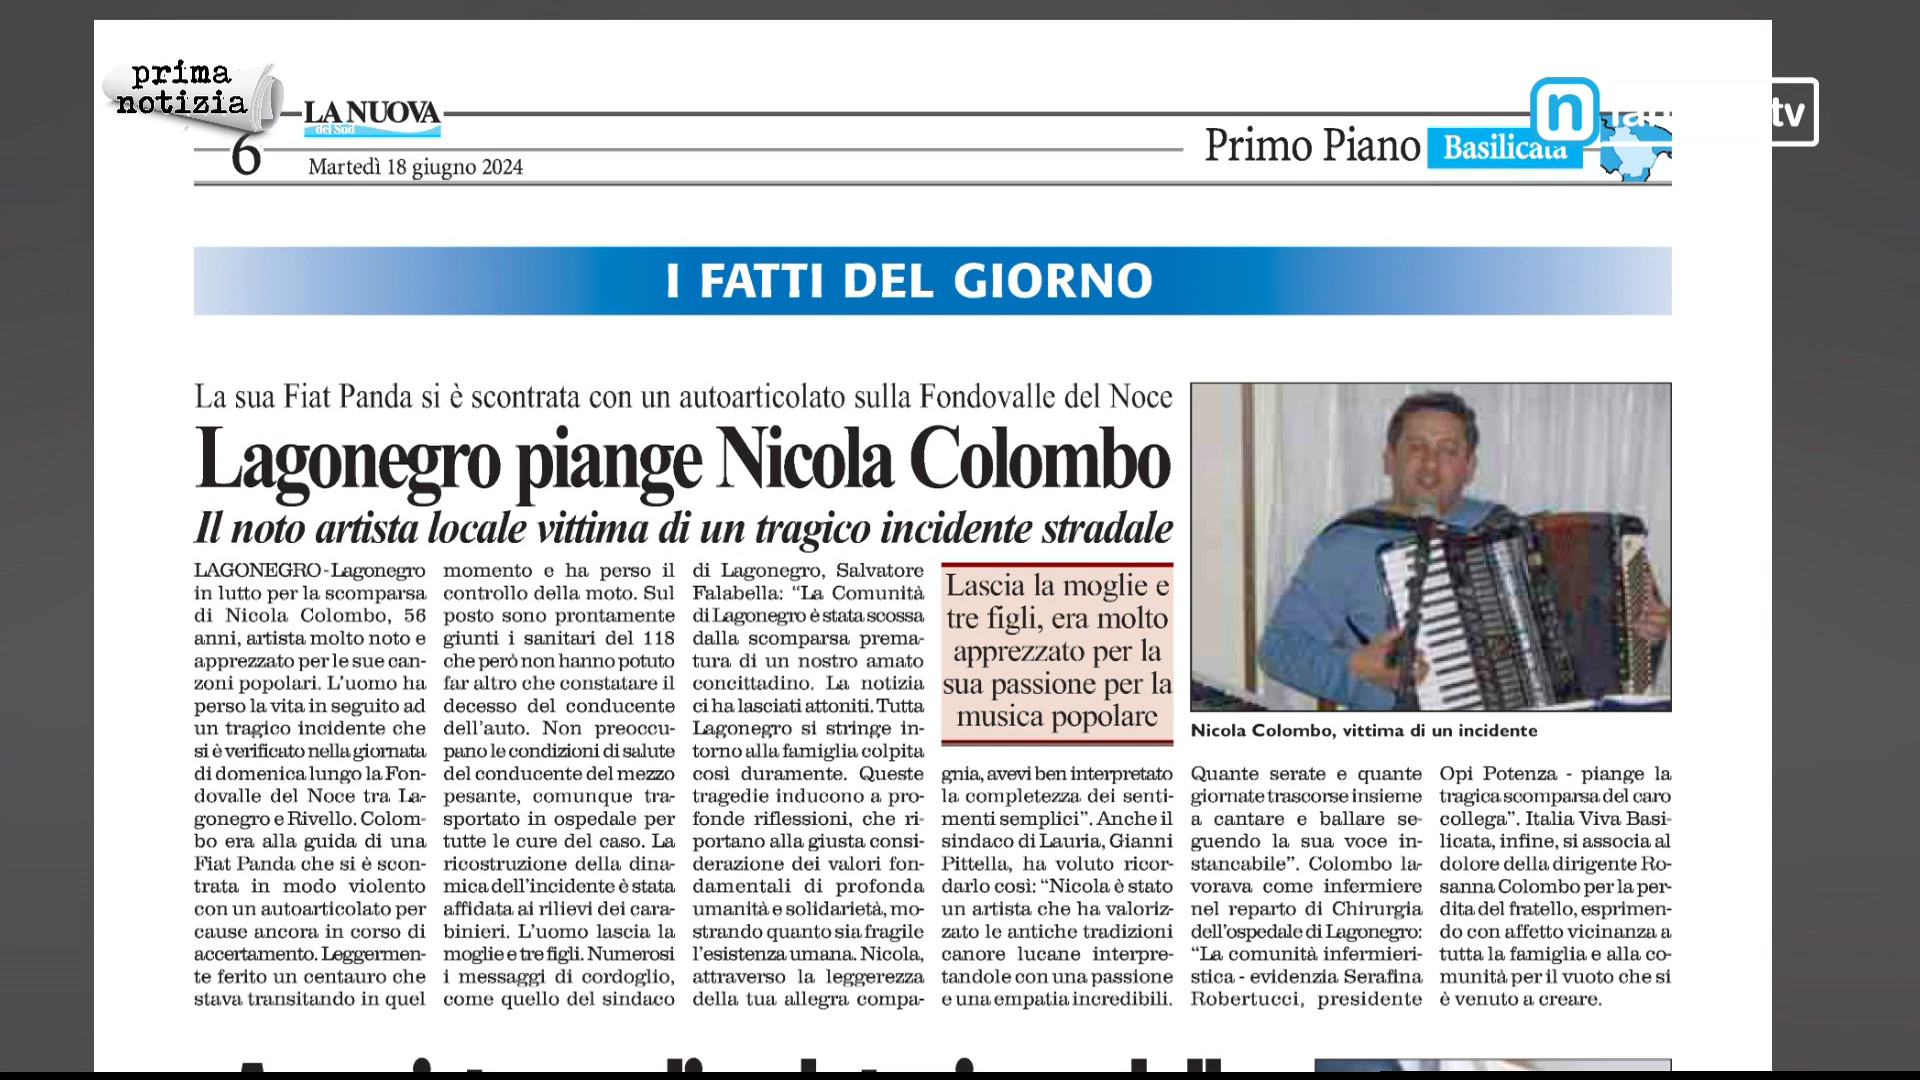 prima
notizia
LA NUOVA
del Sud
n
tv
6
Martedì 18 giugno 2024
Primo Piano
Basilicata
I FATTI DEL GIORNO
La sua Fiat Panda si è scontrata con un autoarticolato sulla Fondovalle del Noce
Lagonegro piange Nicola Colombo
Il noto artista locale vittima di un tragico incidente stradale
LAGONEGRO-Lagonegro
in lutto per la scomparsa
di Nicola Colombo, 56
anni, artista molto noto e
apprezzato per le sue can-
zoni popolari. L'uomo ha
perso la vita in seguito ad
un tragico incidente che
si è verificato nella giornata
di domenica lungo la Fon-
dovalle del Noce tra La-
gonegro e Rivello. Colom-
bo era alla guida di una
Fiat Panda che si è scon-
trata in modo violento
con un autoarticolato per
cause ancora in corso di
accertamento. Leggermen-
te ferito un centauro che
stava transitando in quel
momento e ha perso il
controllo della moto. Sul
posto sono prontamente
giunti i sanitari del 118
che però non hanno potuto
far altro che constatare il
decesso del conducente
dell'auto. Non preoccu-
pano le condizioni di salute
del conducente del mezzo
pesante, comunque tra-
sportato in ospedale per
tutte le cure del caso. La
ricostruzione della dina-
mica dell'incidente è stata
affidata ai rilievi dei cara-
binieri. L'uomo lascia la
moglie e tre figli. Numerosi
i messaggi di cordoglio,
come quello del sindaco
di Lagonegro, Salvatore
Falabella: “La Comunità
di Lagonegro è stata scossa
dalla scomparsa prema-
tura di un nostro amato
concittadino. La notizia
ci ha lasciati attoniti. Tutta
Lagonegro si stringe in-
torno alla famiglia colpita
così duramente. Queste
tragedie inducono a pro-
fonde riflessioni, che ri-
portano alla giusta consi-
derazione dei valori fon-
damentali di profonda
umanità e solidarietà, mo-
strando quanto sia fragile
l'esistenza umana. Nicola,
attraverso la leggerezza
della tua allegra compa-
Lascia la moglie e
tre figli, era molto
apprezzato per la
sua passione per la
musica popolare
gnia, avevi ben interpretato
la completezza dei senti-
menti semplici”. Anche il
sindaco di Lauria, Gianni
Pittella, ha voluto ricor-
darlo così: “Nicola è stato
un artista che ha valoriz-
zato le antiche tradizioni
canore lucane interpre-
tandole con una passione
e una empatia incredibili.
Nicola Colombo, vittima di un incidente
Quante serate e quante
giornate trascorse insieme
a cantare e ballare se-
guendo la sua voce in-
stancabile”. Colombo la-
vorava come infermiere
nel reparto di Chirurgia
dell'ospedale di Lagonegro:
“La comunità infermieri-
stica - evidenzia Serafina
Robertucci, presidente
Opi Potenza - piange la
tragica scomparsa del caro
collega”. Italia Viva Basi-
licata, infine, si associa al
dolore della dirigente Ro-
sanna Colombo per la per-
dita del fratello, esprimen-
do con affetto vicinanza a
tutta la famiglia e alla co-
munità per il vuoto che si
è venuto a creare.